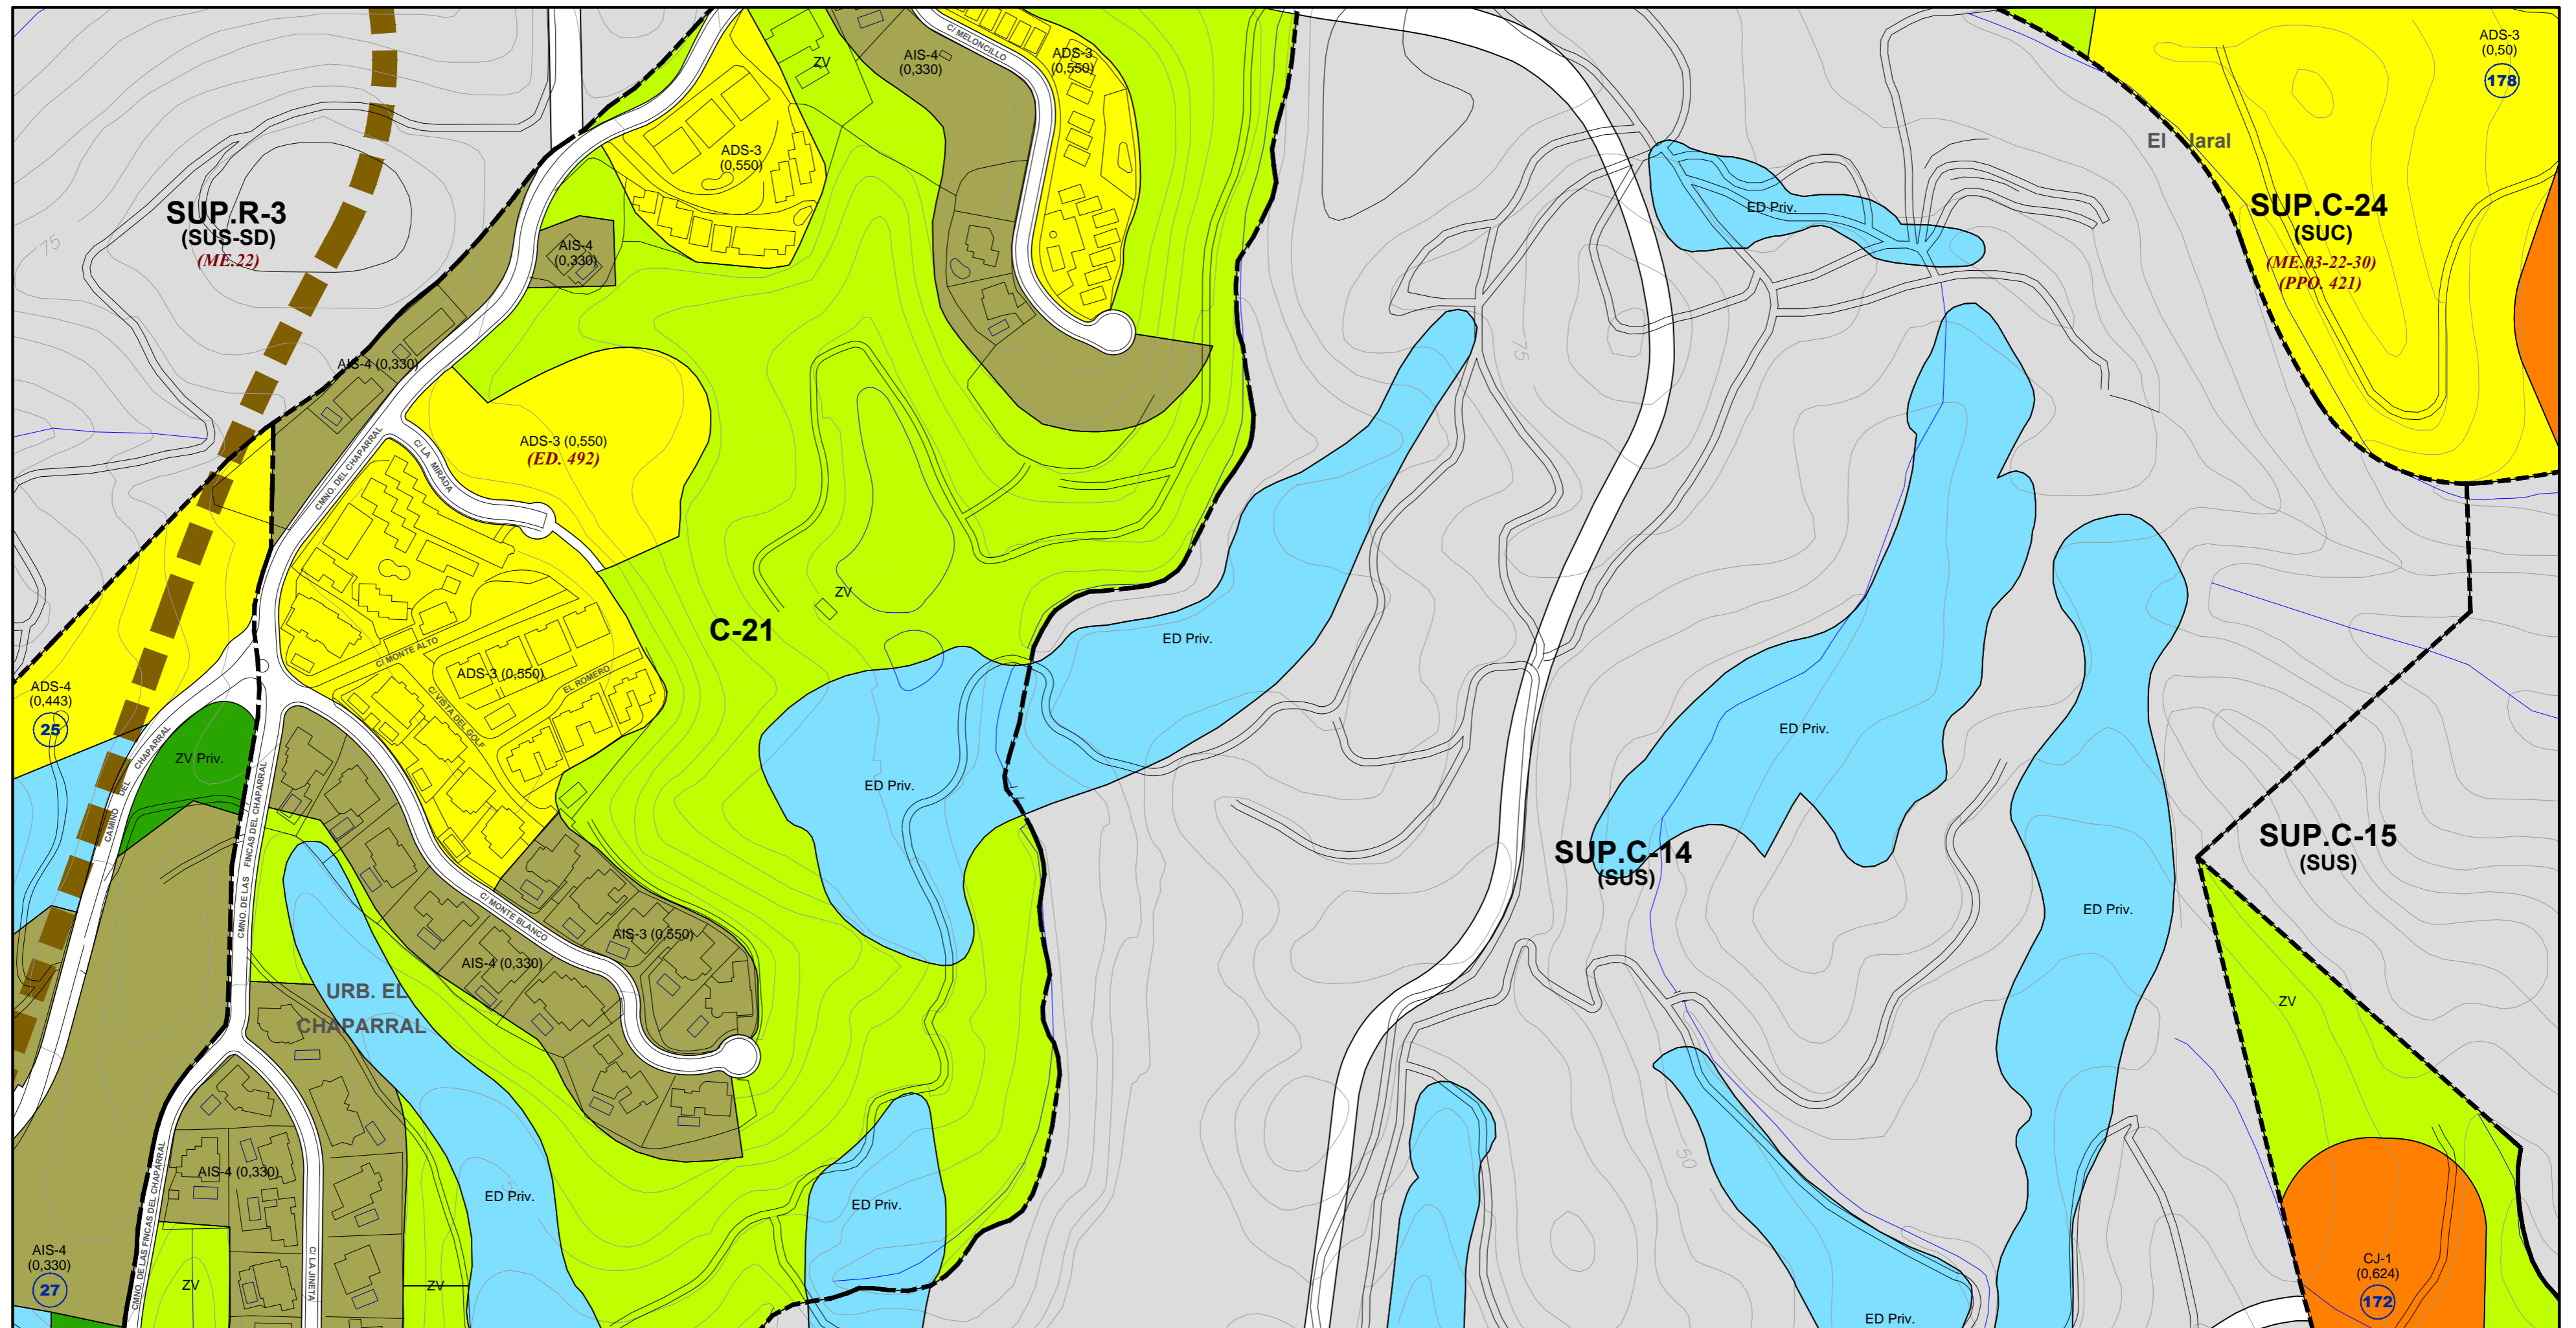 C/ MELONCILLO
ADS-3
(0,50)
178
AIS-4
(0,330)
ADS-3
(0,550)
ZV
El Jaral
ADS-3
(0,550)
SUP.R-3
(SUS-SD)
(ME.22)
ED Priv.
SUP.C-24
(SUC)
(ME.03-22-30)
(PPO. 421)
75
AIS-4
(0,330)
75
AIS-4 (0,330)
CMNO. DEL CHAPARRAL
C/ LA MIRADA
ADS-3 (0,550)
(ED. 492)
ZV
C-21
ED Priv.
C/ MONTE ALTO
ADS-3 (0,550)
EL ROMERO
C/ VISTA DEL GOLF
ADS-4
(0,443)
25
CAMINO DEL CHAPARRAL
ZV Priv.
ED Priv.
ED Priv.
CMNO. DE LAS FINCAS DEL CHAPARRAL
SUP.C-14
(SUS)
SUP.C-15
(SUS)
C/ MONTE BLANCO
AIS-3 (0,550)
AIS-4 (0,330)
ED Priv.
URB. EL
CHAPARRAL
ZV
50
AIS-4 (0,330)
ED Priv.
ED Priv.
CMNO. DE LAS FINCAS DEL CHAPARRAL
C/ LA JINETA
AIS-4
(0,330)
27
ZV
ZV
CJ-1
(0,624)
172
ED Priv.